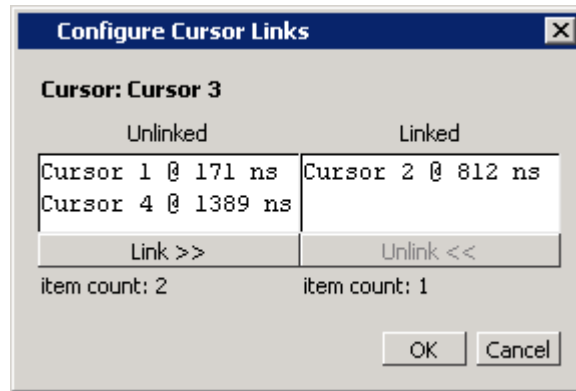 Configure Cursor Links
Cursor: Cursor 3
Unlinked
Linked
Cursor 1 @ 171 ns
Cursor 4 @ 1389 ns
Cursor 2 @ 812 ns
Link >>
Unlink <<
item count: 2
item count: 1
OK
Cancel